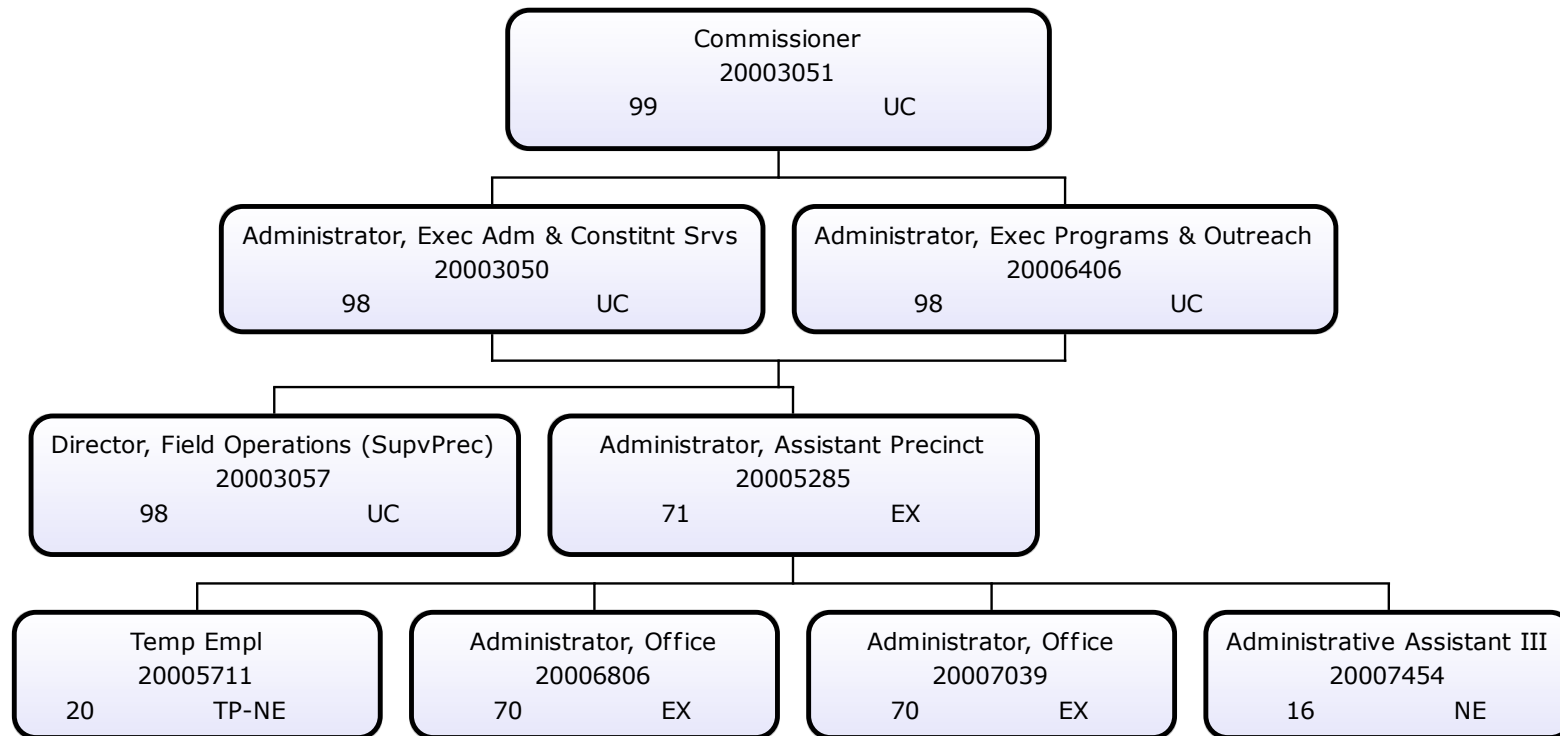 Commissioner
20003051
99 UC
Administrator, Exec Adm & Constitnt Srvs
20003050
98 UC
Administrator, Exec Programs & Outreach
20006406
98 UC
Director, Field Operations (SupvPrec)
20003057
98 UC
Administrator, Assistant Precinct
20005285
71 EX
Temp Empl
20005711
20 TP-NE
Administrator, Office
20006806
70 EX
Administrator, Office
20007039
70 EX
Administrative Assistant III
20007454
16 NE